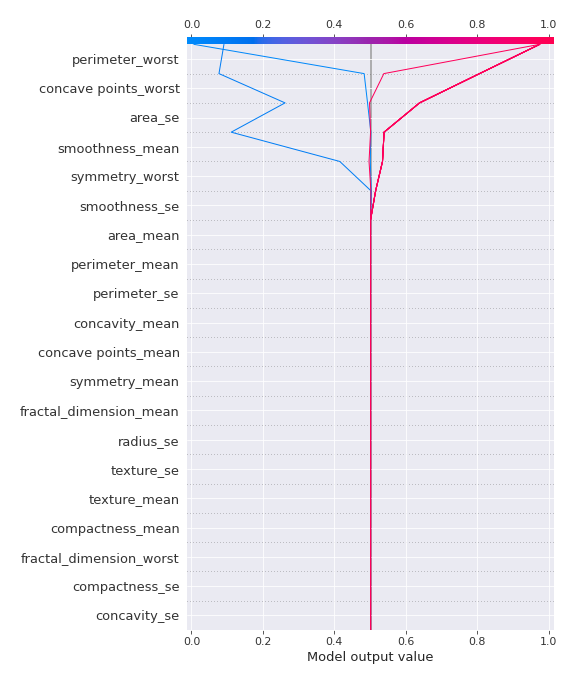 0.0 0.2 0.4 0.6 0.8 1.0
perimeter_worst
concave points_worst
area_se
smoothness_mean
symmetry_worst
smoothness_se
area_mean
perimeter_mean
perimeter_se
concavity_mean
concave points_mean
symmetry_mean
fractal_dimension_mean
radius_se
texture_se
texture_mean
compactness_mean
fractal_dimension_worst
compactness_se
concavity_se
0.0 0.2 0.4 0.6 0.8 1.0
Model output value